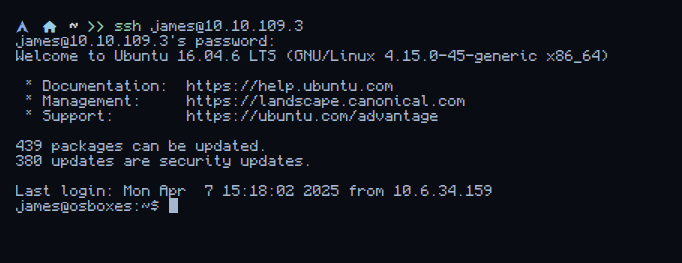 ~ >> ssh james@10.10.109.3
james@10.10.109.3's password:
Welcome to Ubuntu 16.04.6 LTS (GNU/Linux 4.15.0-45-generic x86_64)
* Documentation:  https://help.ubuntu.com
* Management:     https://landscape.canonical.com
* Support:        https://ubuntu.com/advantage
439 packages can be updated.
380 updates are security updates.
Last login: Mon Apr  7 15:18:02 2025 from 10.6.34.159
james@osboxes:~$